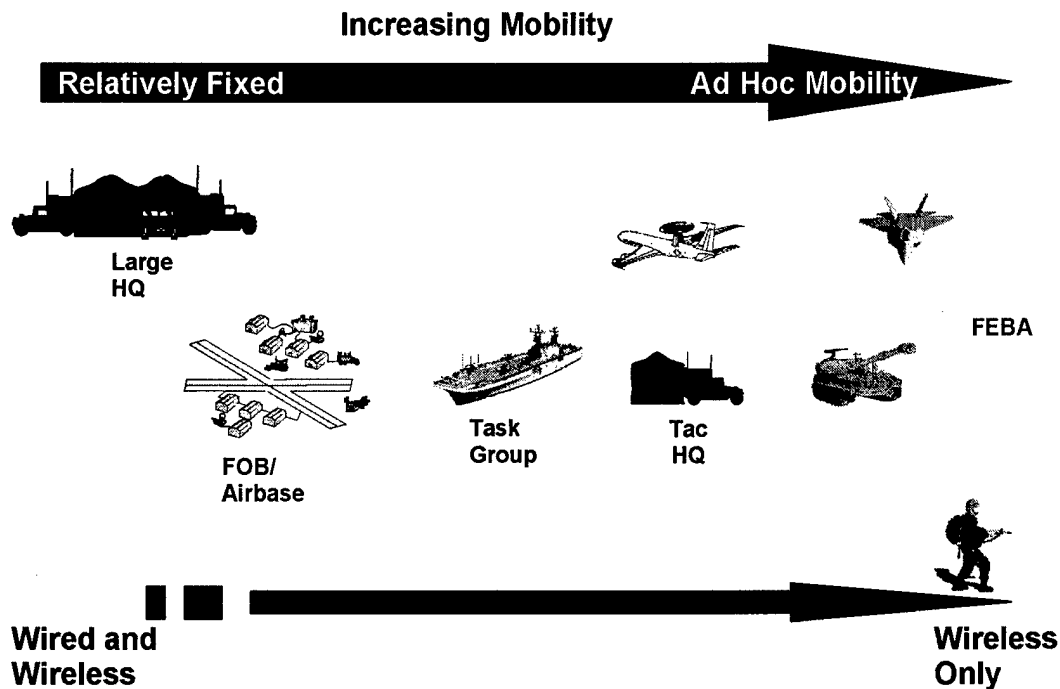 Increasing Mobility
Relatively Fixed
Ad Hoc Mobility
Large
HQ
FEBA
Task
Group
Tac
HQ
FOB/
Airbase
Wired and
Wireless
Wireless
Only